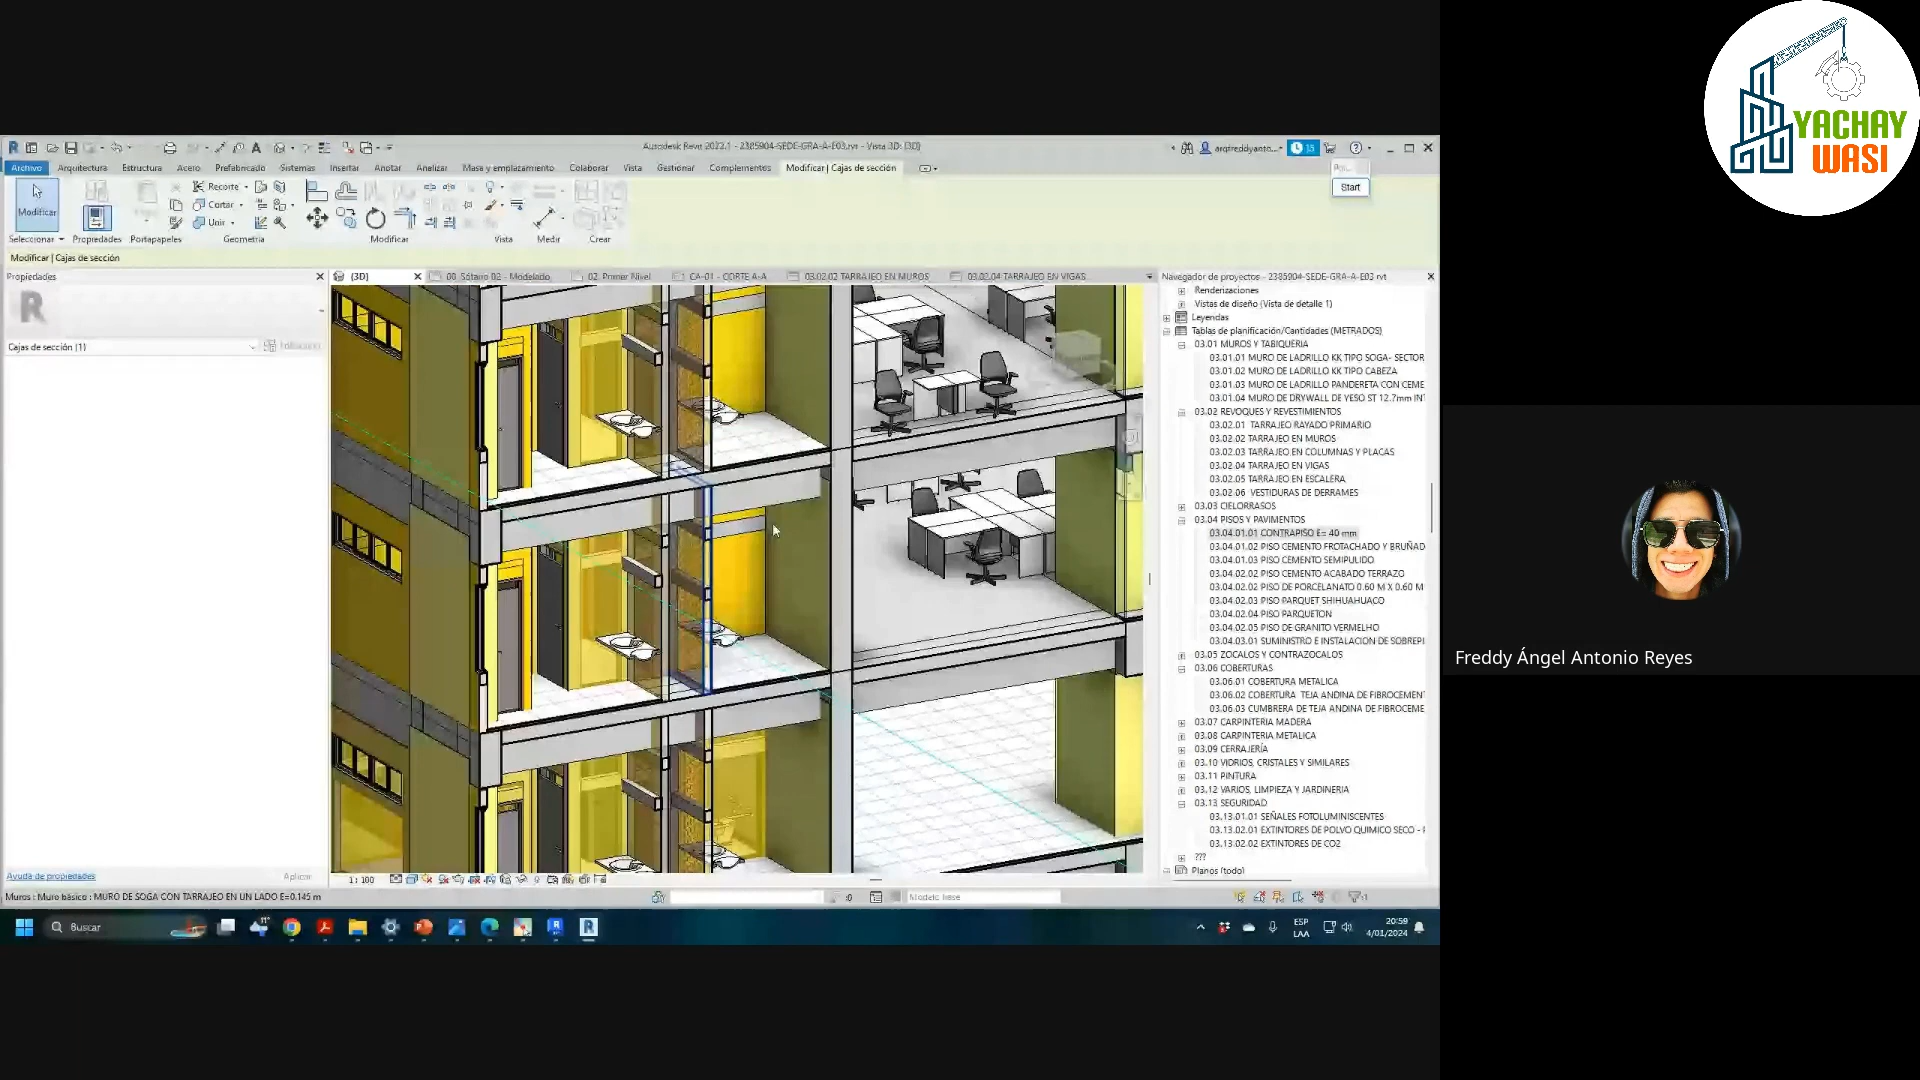 YACHAY
WASI
Autodesk Revit 2023.1 - 2385904-SEDE-GRA-A-E03.rvt - Vista 3D: {3D}
arqfreddyanto...
15
Archivo Arquitectura Estructura Acero Prefabricado Sistemas Insertar Anotar Analizar Masa y emplazamiento Colaborar Vista Gestionar Complementos Modificar | Cajas de sección
Start
Modificar
Recorte
Cortar
Unir
Seleccionar Propiedades Portapapeles Geometría Modificar Vista Medir Crear
Modificar | Cajas de sección
Propiedades
{3D} 00. Sótano 02 - Modelado 02. Primer Nivel CA-01 - CORTE A-A 03.02.02 TARRAJEO EN MUROS 03.02.04 TARRAJEO EN VIGAS
Navegador de proyectos - 2385904-SEDE-GRA-A-E03.rvt
R
Cajas de sección (1)
Renderizaciones
Vistas de diseño (Vista de detalle 1)
Leyendas
Tablas de planificación/Cantidades (METRADOS)
03.01 MUROS Y TABIQUERIA
03.01.01 MURO DE LADRILLO KK TIPO SOGA- SECTOR
03.01.02 MURO DE LADRILLO KK TIPO CABEZA
03.01.03 MURO DE LADRILLO PANDERETA CON CEME
03.01.04 MURO DE DRYWALL DE YESO ST 12.7mm IN
03.02 REVOQUES Y REVESTIMIENTOS
03.02.01 TARRAJEO RAYADO PRIMARIO
03.02.02 TARRAJEO EN MUROS
03.02.03 TARRAJEO EN COLUMNAS Y PLACAS
03.02.04 TARRAJEO EN VIGAS
03.02.05 TARRAJEO EN ESCALERA
03.02.06 VESTIDURAS DE DERRAMES
03.03 CIELORRASOS
03.04 PISOS Y PAVIMENTOS
03.04.01.01 CONTRAPISO E= 40 mm
03.04.01.02 PISO CEMENTO FROTACHADO Y BRUÑAD
03.04.01.03 PISO CEMENTO SEMIPULIDO
03.04.02.02 PISO CEMENTO ACABADO TERRAZO
03.04.02.02 PISO DE PORCELANATO 0.60 M X 0.60 M
03.04.02.03 PISO PARQUET SHIHUAHUACO
03.04.02.04 PISO PARQUETON
03.04.02.05 PISO DE GRANITO VERMELHO
03.04.03.01 SUMINISTRO E INSTALACION DE SOBREPI
03.05 ZOCALOS Y CONTRAZOCALOS
03.06 COBERTURAS
03.06.01 COBERTURA METALICA
03.06.02 COBERTURA TEJA ANDINA DE FIBROCEMEN
03.06.03 CUMBRERA DE TEJA ANDINA DE FIBROCEME
03.07 CARPINTERIA MADERA
03.08 CARPINTERIA METALICA
03.09 CERRAJERÍA
03.10 VIDRIOS, CRISTALES Y SIMILARES
03.11 PINTURA
03.12 VARIOS, LIMPIEZA Y JARDINERIA
03.13 SEGURIDAD
03.13.01.01 SEÑALES FOTOLUMINISCENTES
03.13.02.01 EXTINTORES DE POLVO QUIMICO SECO -
03.13.02.02 EXTINTORES DE CO2
???
Planos (todo)
Ayuda de propiedades
Aplicar
1 : 100
Muros : Muro básico : MURO DE SOGA CON TARRAJEO EN UN LADO E=0.145 m
:0
Modelo base
Buscar
ESP
LAA
20:59
4/01/2024
Freddy Ángel Antonio Reyes